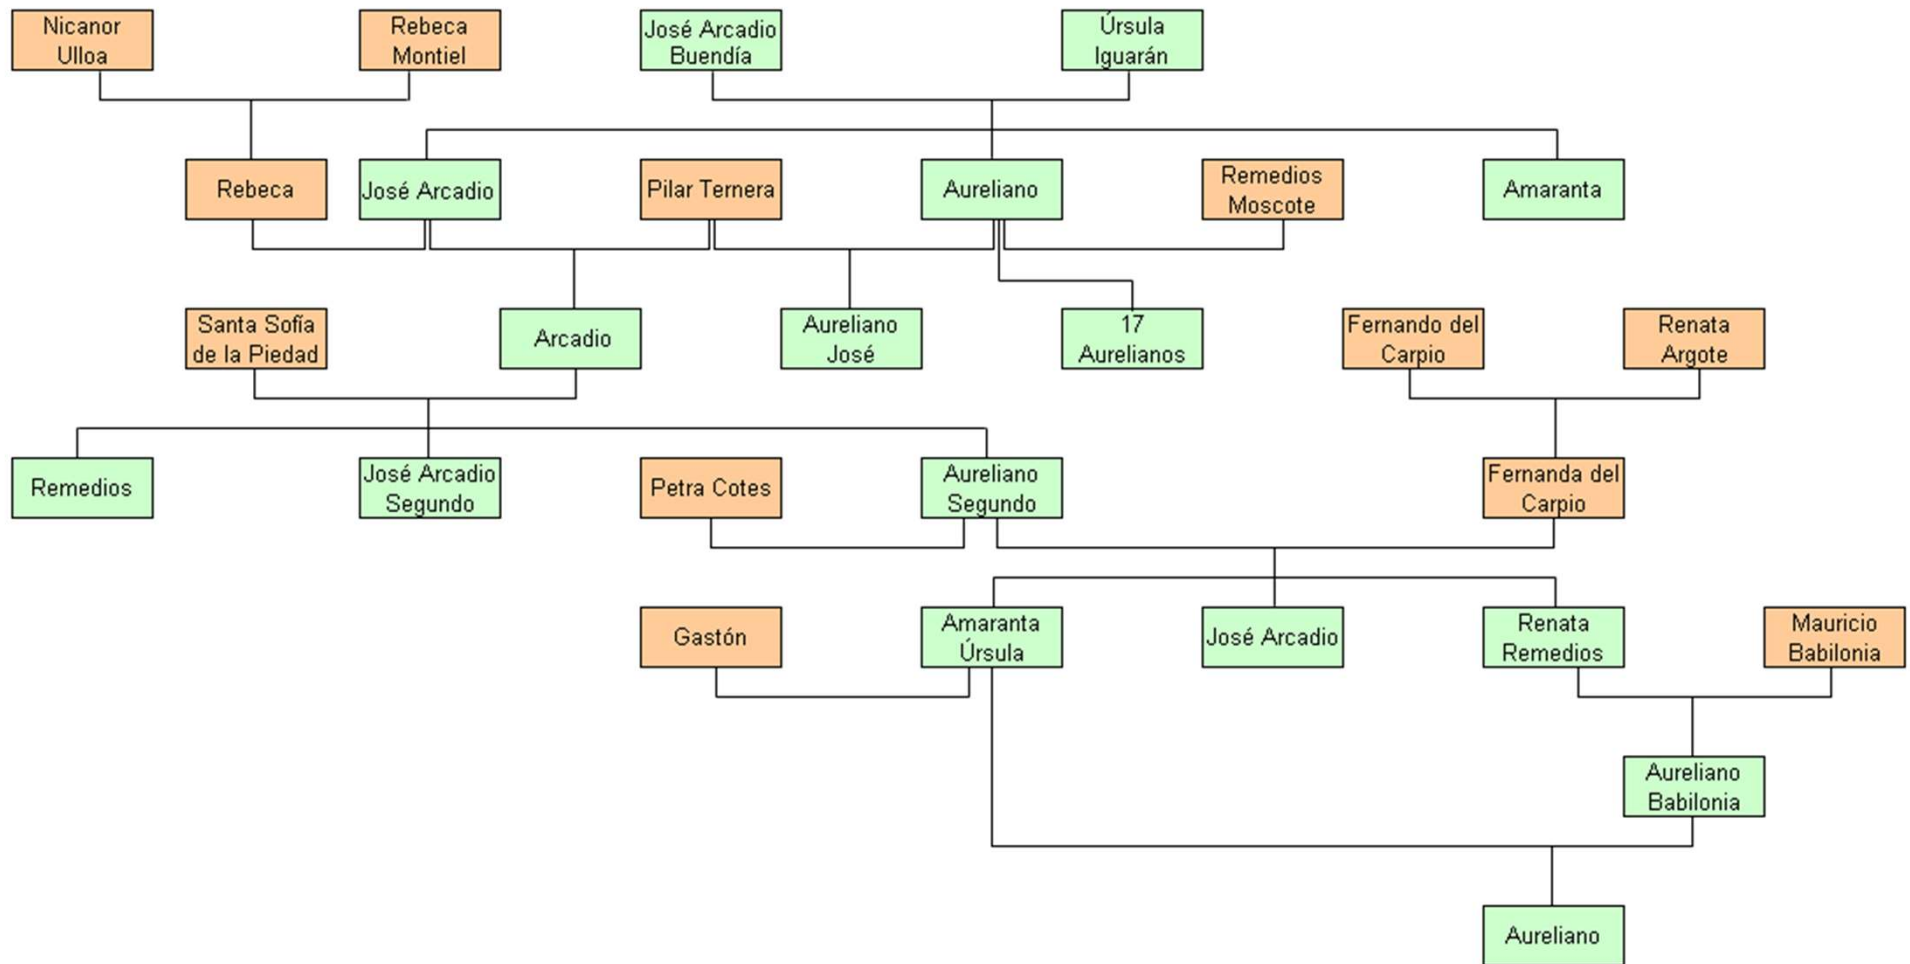 Nicanor
Ulloa
Rebeca
Montiel
José Arcadio
Buendía
Úrsula
Iguarán
Rebeca
José Arcadio
Pilar Ternera
Aureliano
Remedios
Moscote
Amaranta
Santa Sofía
de la Piedad
Arcadio
Aureliano
José
17
Aurelianos
Fernando del
Carpio
Renata
Argote
Remedios
José Arcadio
Segundo
Petra Cotes
Aureliano
Segundo
Fernanda del
Carpio
Gastón
Amaranta
Úrsula
José Arcadio
Renata
Remedios
Mauricio
Babilonia
Aureliano
Babilonia
Aureliano